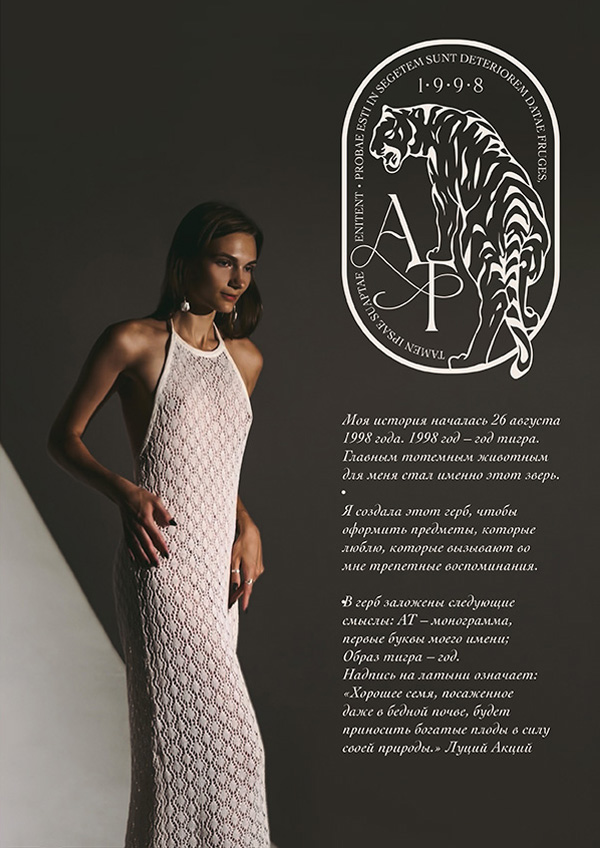 1·9·9·8
PROBAE ESTI IN SEGETEM SUNT DETERIOREM DATAE FRUGES,
TAMEN IPSAE SUAPTAE ENITENT •
AT
Моя история началась 26 августа
1998 года. 1998 год – год тигра.
Главным тотемным животным
для меня стал именно этот зверь.
•
Я создала этот герб, чтобы
оформить предметы, которые
люблю, которые вызывают во
мне трепетные воспоминания.
•В герб заложены следующие
смыслы: АТ – монограмма,
первые буквы моего имени;
Образ тигра – год.
Надпись на латыни означает:
«Хорошее семя, посаженное
даже в бедной почве, будет
приносить богатые плоды в силу
своей природы.» Луций Акций